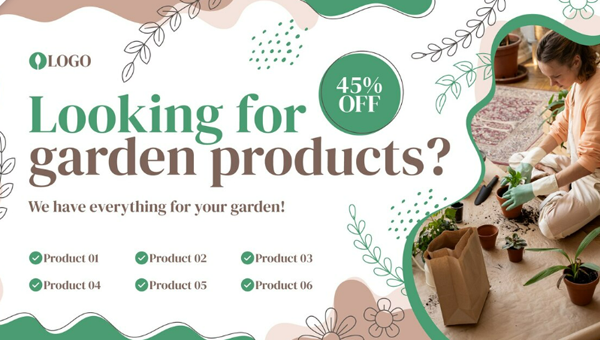 LOGO
45%
OFF
Looking for
garden products?
We have everything for your garden!
Product 01
Product 02
Product 03
Product 04
Product 05
Product 06